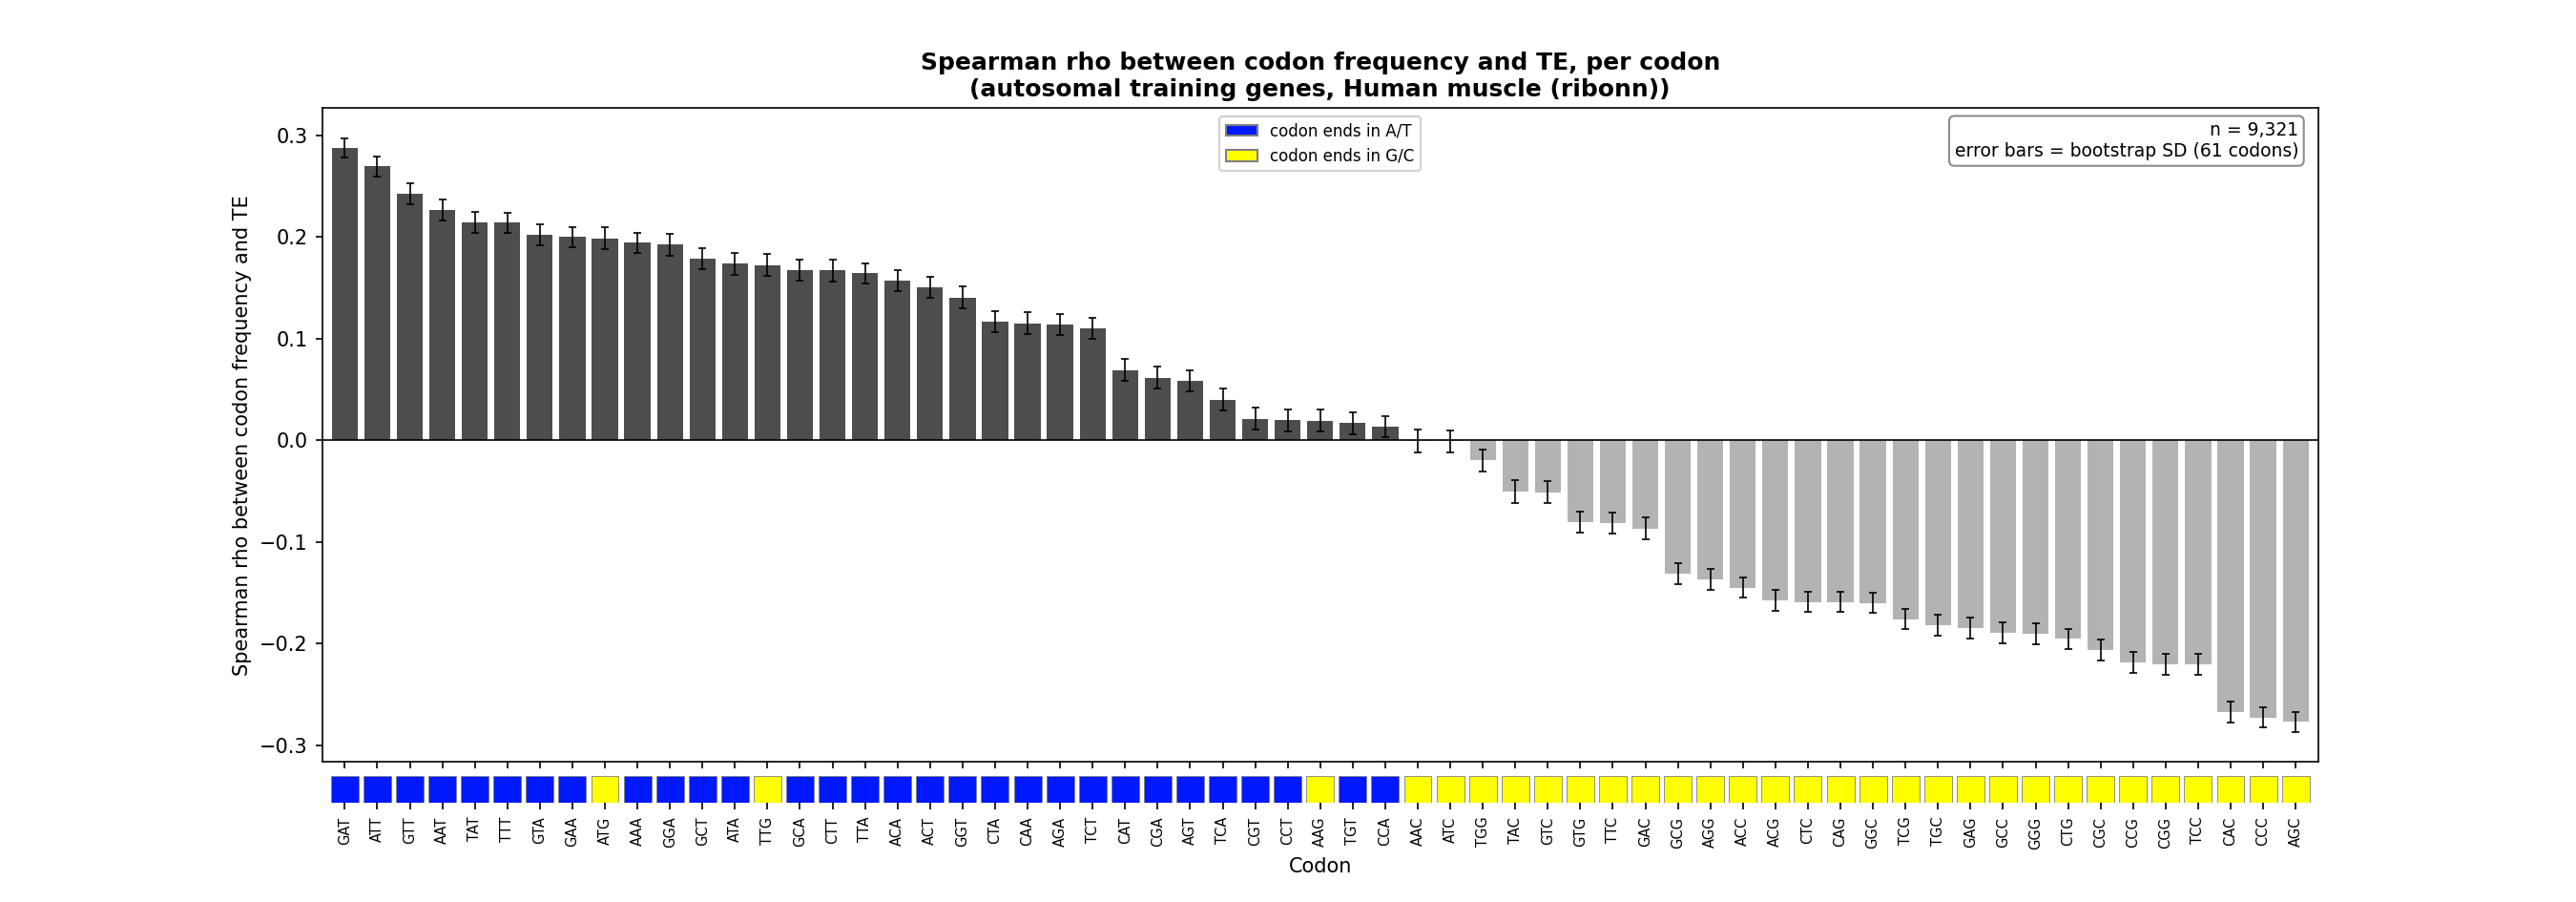 Spearman rho between codon frequency and TE, per codon
(autosomal training genes, Human muscle (ribonn))
codon ends in A/T
codon ends in G/C
n = 9,321
error bars = bootstrap SD (61 codons)
Spearman rho between codon frequency and TE
0.3
0.2
0.1
0.0
−0.1
−0.2
−0.3
GAT ATT GTT AAT TAT TTT GTA GAA ATG AAA GGA GCT ATA TTG GCA CTT TTA ACA ACT GGT CTA CAA AGA TCT CAT CGA AGT TCA CGT CCT AAG TGT CCA AAC ATC TGG TAC GTC GTG TTC GAC GCG AGG ACC ACG CTC CAG GGC TCG TGC GAG GCC GGG CTG CGC CCG CGG TCC CAC CCC AGC
Codon